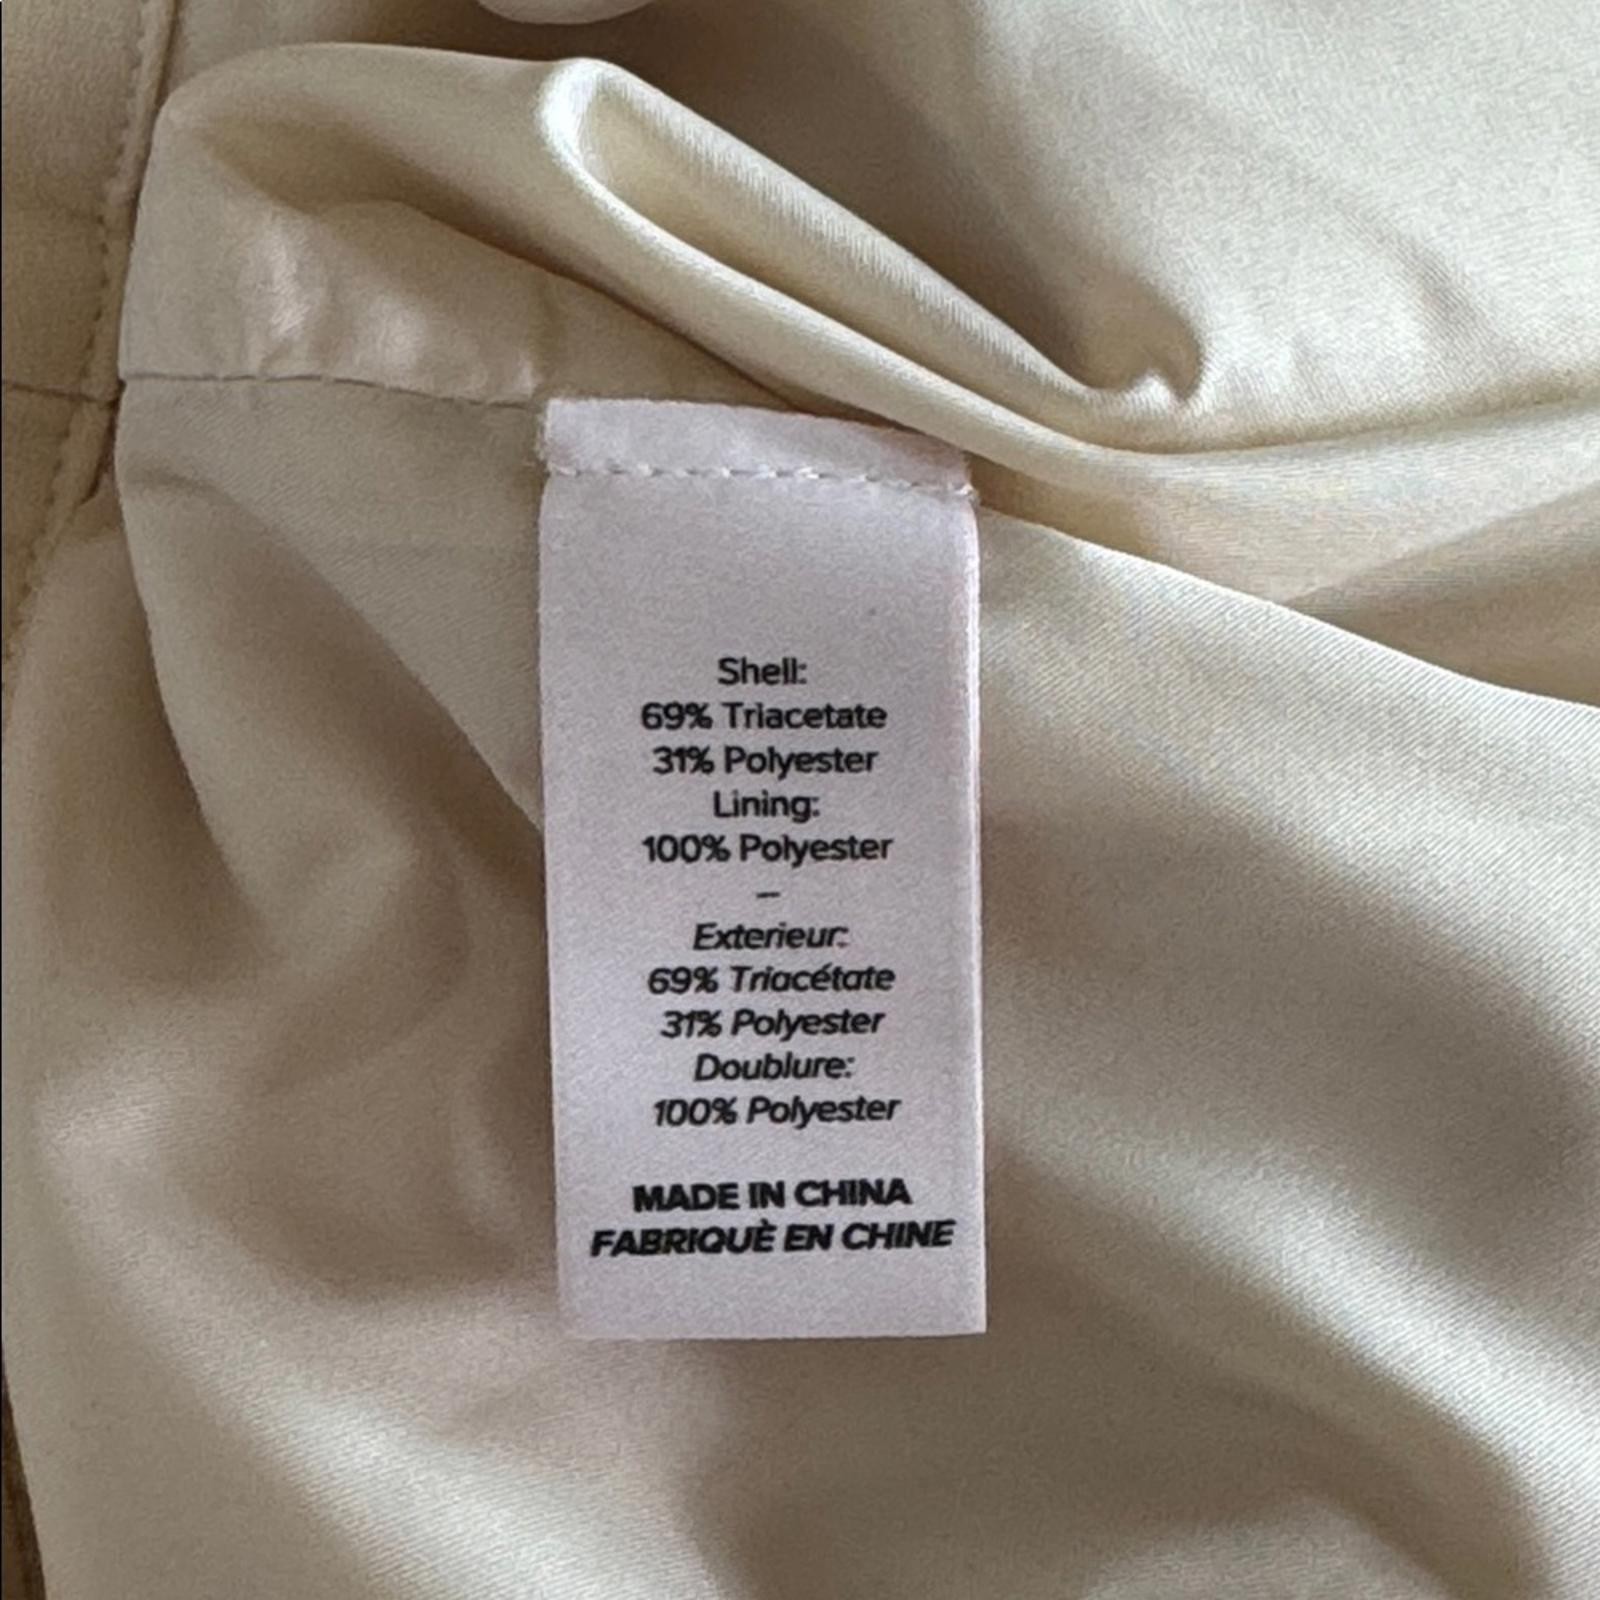 Shell:
69% Triacetate
31% Polyester
Lining:
100% Polyester
–
Exterieur:
69% Triacétate
31% Polyester
Doublure:
100% Polyester
MADE IN CHINA
FABRIQUÈ EN CHINE